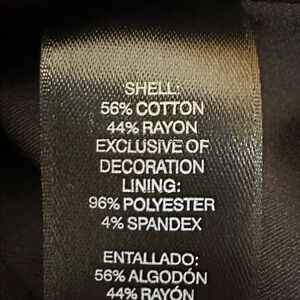 SHELL:
56% COTTON
44% RAYON
EXCLUSIVE OF
DECORATION
LINING:
96% POLYESTER
4% SPANDEX
ENTALLADO:
56% ALGODÓN
44% RAYÓN